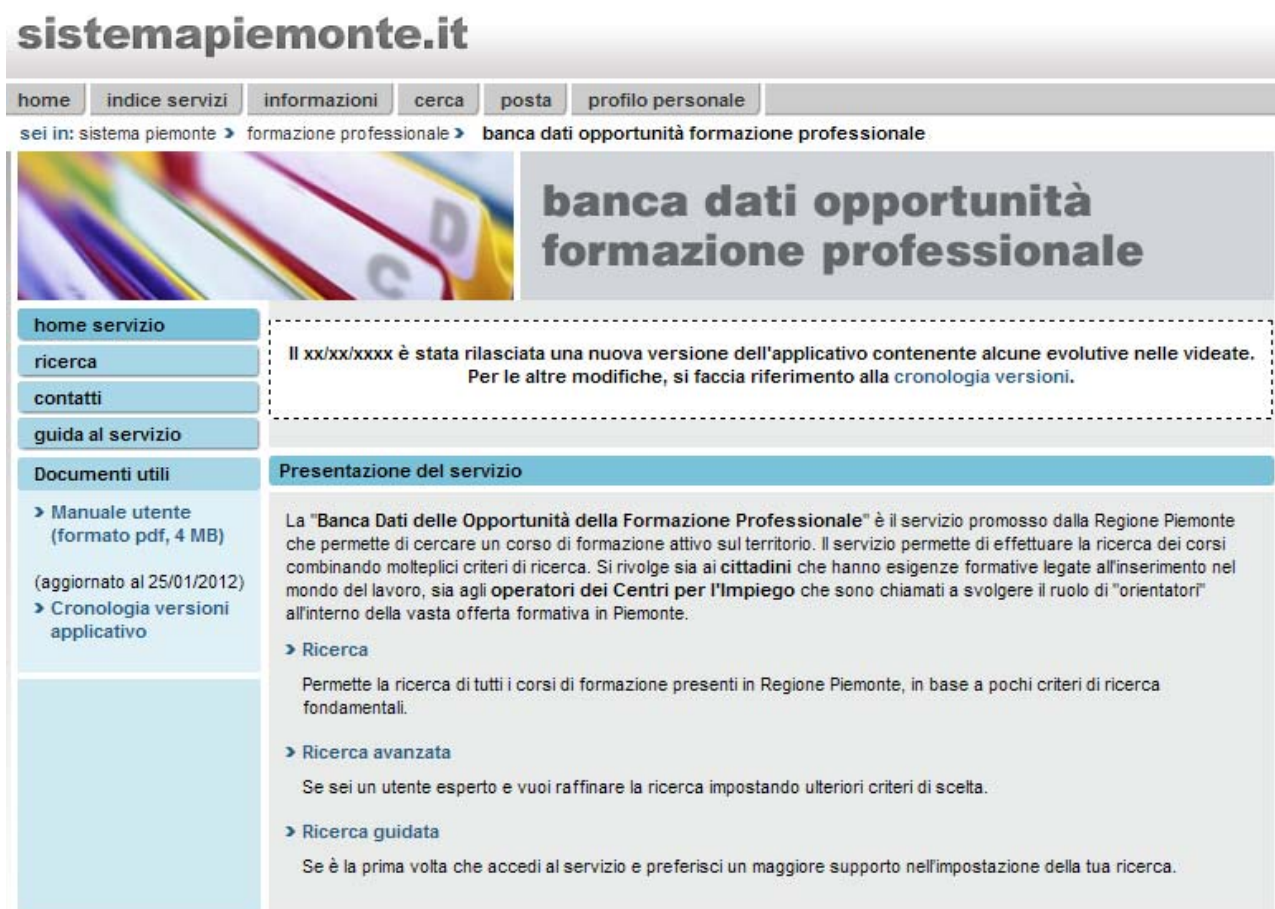 sistemapiemonte.it
home indice servizi informazioni cerca posta profilo personale
sei in: sistema piemonte > formazione professionale > banca dati opportunità formazione professionale
D
C
banca dati opportunità
formazione professionale
home servizio
ricerca
contatti
guida al servizio
Documenti utili
> Manuale utente
(formato pdf, 4 MB)
(aggiornato al 25/01/2012)
> Cronologia versioni
applicativo
Il xx/xx/xxxx è stata rilasciata una nuova versione dell'applicativo contenente alcune evolutive nelle videate.
Per le altre modifiche, si faccia riferimento alla cronologia versioni.
Presentazione del servizio
La "Banca Dati delle Opportunità della Formazione Professionale" è il servizio promosso dalla Regione Piemonte
che permette di cercare un corso di formazione attivo sul territorio. Il servizio permette di effettuare la ricerca dei corsi
combinando molteplici criteri di ricerca. Si rivolge sia ai cittadini che hanno esigenze formative legate all'inserimento nel
mondo del lavoro, sia agli operatori dei Centri per l'Impiego che sono chiamati a svolgere il ruolo di "orientatori"
all'interno della vasta offerta formativa in Piemonte.
> Ricerca
Permette la ricerca di tutti i corsi di formazione presenti in Regione Piemonte, in base a pochi criteri di ricerca
fondamentali.
> Ricerca avanzata
Se sei un utente esperto e vuoi raffinare la ricerca impostando ulteriori criteri di scelta.
> Ricerca guidata
Se è la prima volta che accedi al servizio e preferisci un maggiore supporto nell'impostazione della tua ricerca.